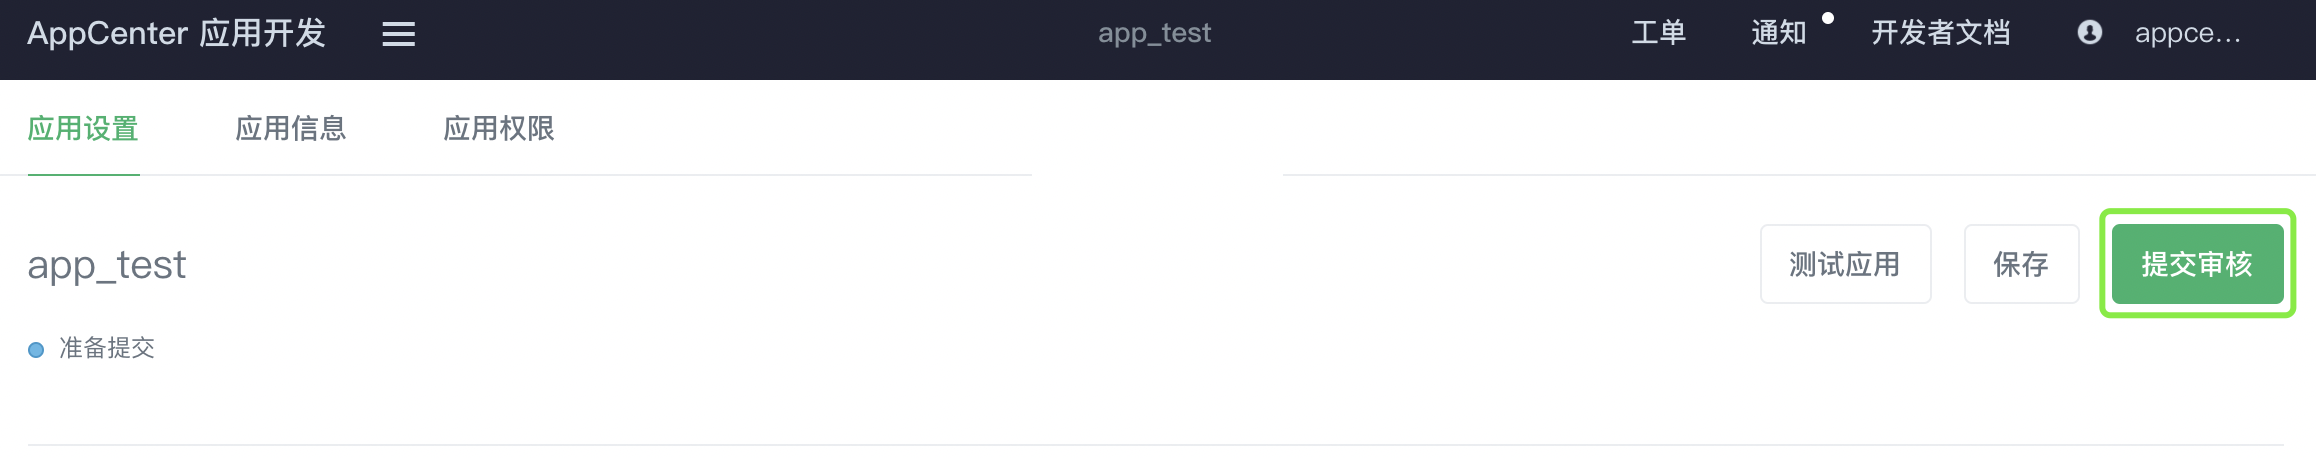 AppCenter 应用开发 app_test 工单 通知 开发者文档 appce...
应用设置 应用信息 应用权限
app_test 测试应用 保存 提交审核
准备提交